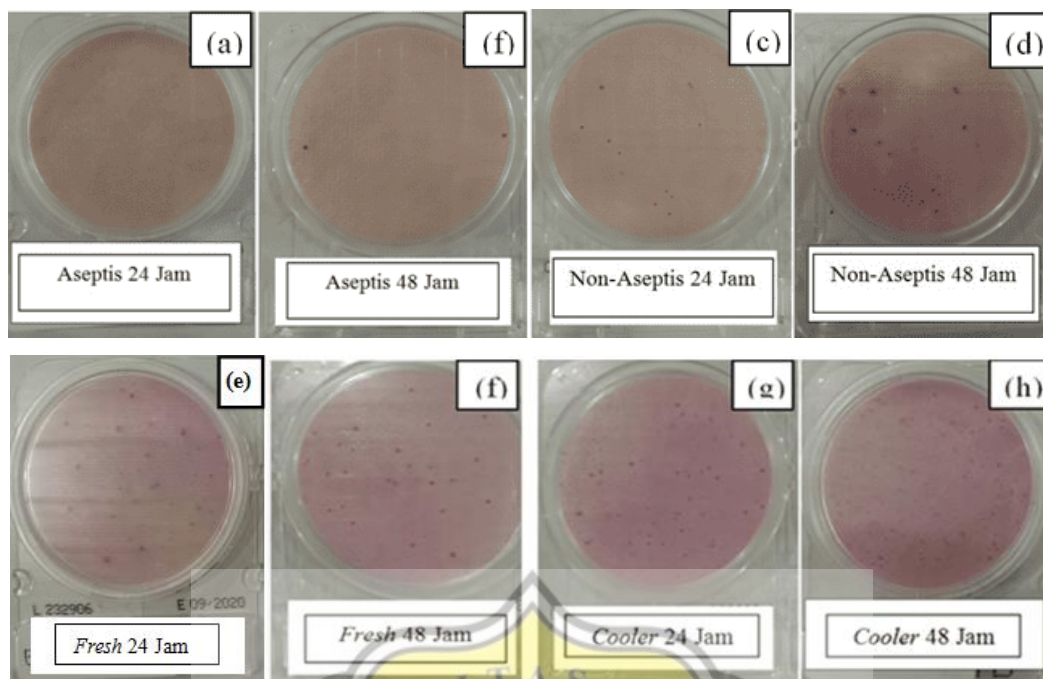 (a)
(f)
(c)
(d)
Aseptis 24 Jam
Aseptis 48 Jam
Non-Aseptis 24 Jam
Non-Aseptis 48 Jam
(e)
(f)
(g)
(h)
L 232906
E 09-2020
Fresh 24 Jam
Fresh 48 Jam
Cooler 24 Jam
Cooler 48 Jam